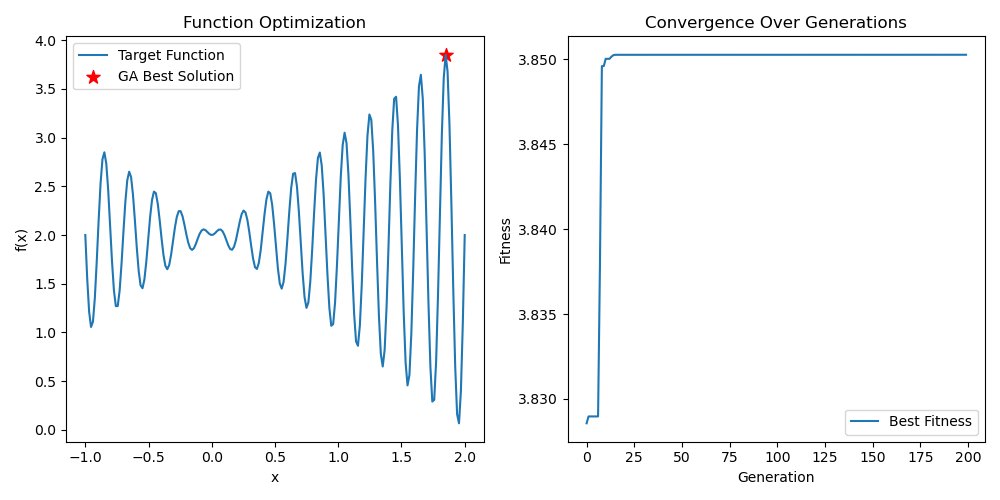 Function Optimization
4.0
3.5
3.0
2.5
2.0
1.5
1.0
0.5
0.0
f(x)
Target Function
GA Best Solution
−1.0 −0.5 0.0 0.5 1.0 1.5 2.0
x
Convergence Over Generations
3.850
3.845
3.840
3.835
3.830
Fitness
Best Fitness
0 25 50 75 100 125 150 175 200
Generation